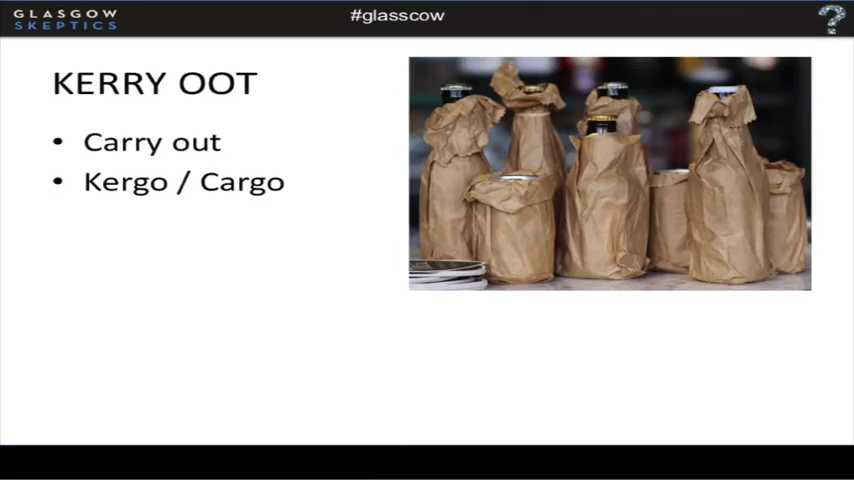 GLASGOW
SKEPTICS
#glasscow
?
KERRY OOT
• Carry out
• Kergo / Cargo